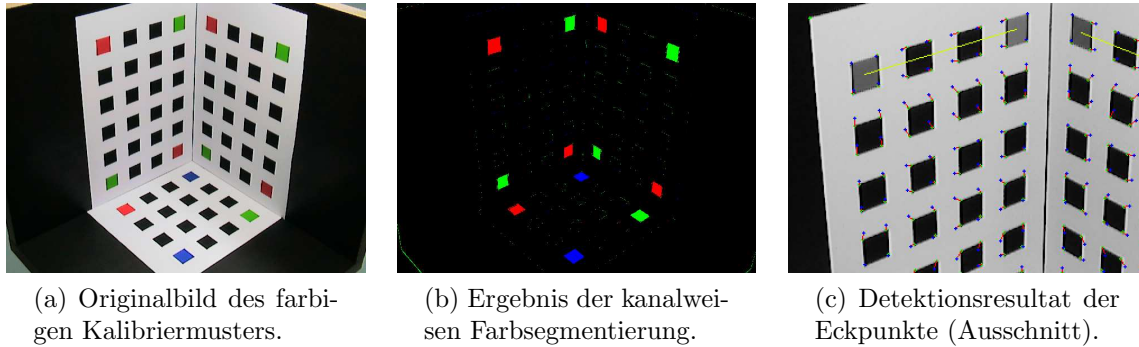 (a) Originalbild des farbi-
gen Kalibriermusters.
(b) Ergebnis der kanalwei-
sen Farbsegmentierung.
(c) Detektionsresultat der
Eckpunkte (Ausschnitt).